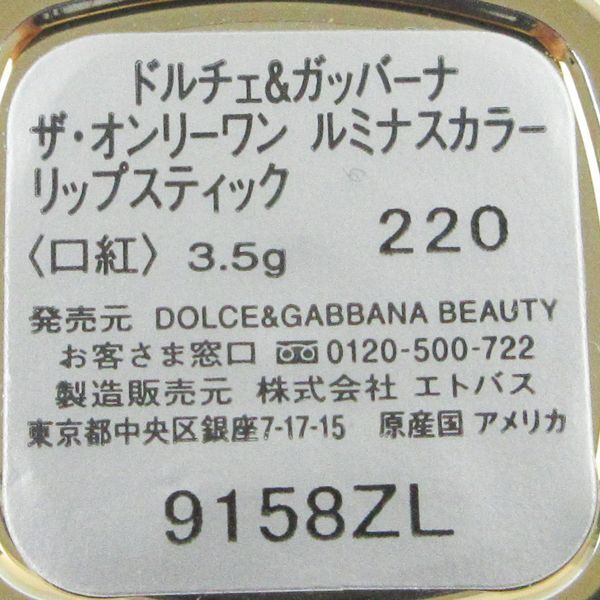 ドルチェ&ガッバーナ
ザ・オンリーワン ルミナスカラー
リップスティック
〈口紅〉 3.5g 220
発売元 DOLCE&GABBANA BEAUTY
お客さま窓口 0120-500-722
製造販売元 株式会社 エトバス
東京都中央区銀座7-17-15 原産国 アメリカ
9158ZL